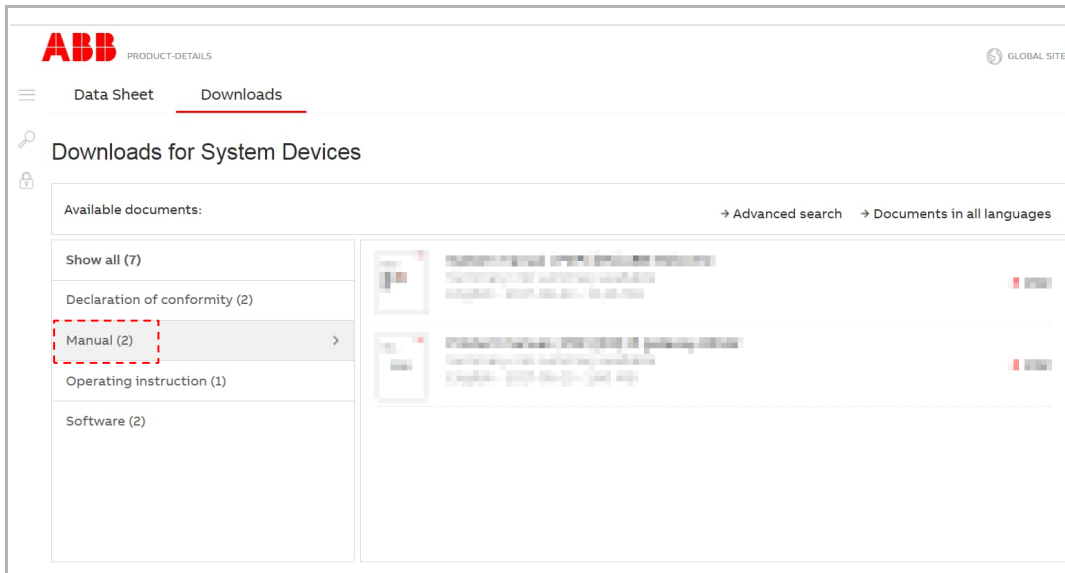 ABB PRODUCT-DETAILS
GLOBAL SITE
Data Sheet Downloads
Downloads for System Devices
Available documents:
→ Advanced search → Documents in all languages
Show all (7)
Declaration of conformity (2)
Manual (2)
Operating instruction (1)
Software (2)